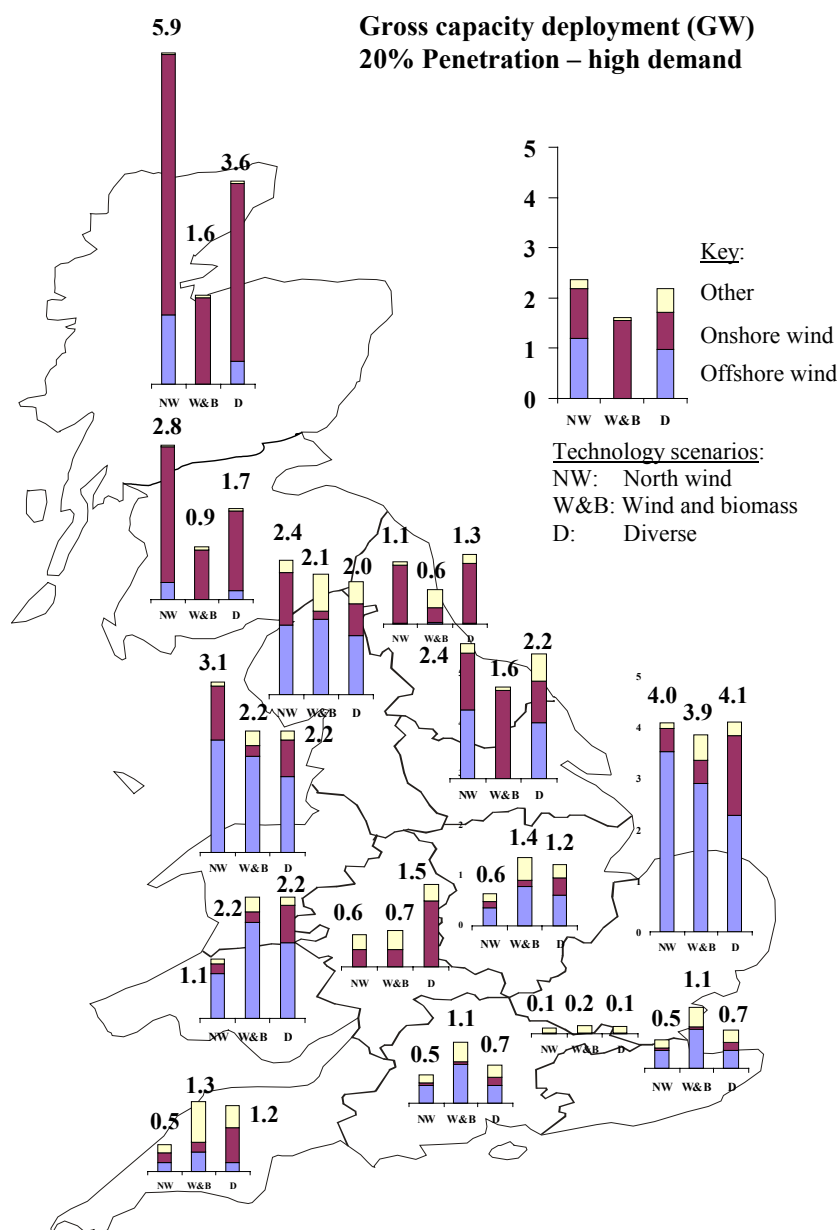 Gross capacity deployment (GW)
20% Penetration – high demand
5.9
1.6
3.6
NW W&B D
5
4
3
2
1
0
NW W&B D
Key:
Other
Onshore wind
Offshore wind
Technology scenarios:
NW: North wind
W&B: Wind and biomass
D: Diverse
2.8
0.9
1.7
NW W&B D
2.4
2.1
2.0
NW W&B D
1.1
0.6
1.3
NW W&B D
2.4
1.6
2.2
NW W&B D
3.1
2.2
2.2
NW W&B D
5
4
3
2
1
0
4.0
3.9
4.1
NW W&B D
2
1
0
0.6
1.4
1.2
NW W&B D
0.6
0.7
1.5
NW W&B D
1.1
2.2
2.2
NW W&B D
0.1
0.2
0.1
NW W&B D
0.5
1.1
0.7
NW W&B D
0.5
1.1
0.7
NW W&B D
0.5
1.3
1.2
NW W&B D